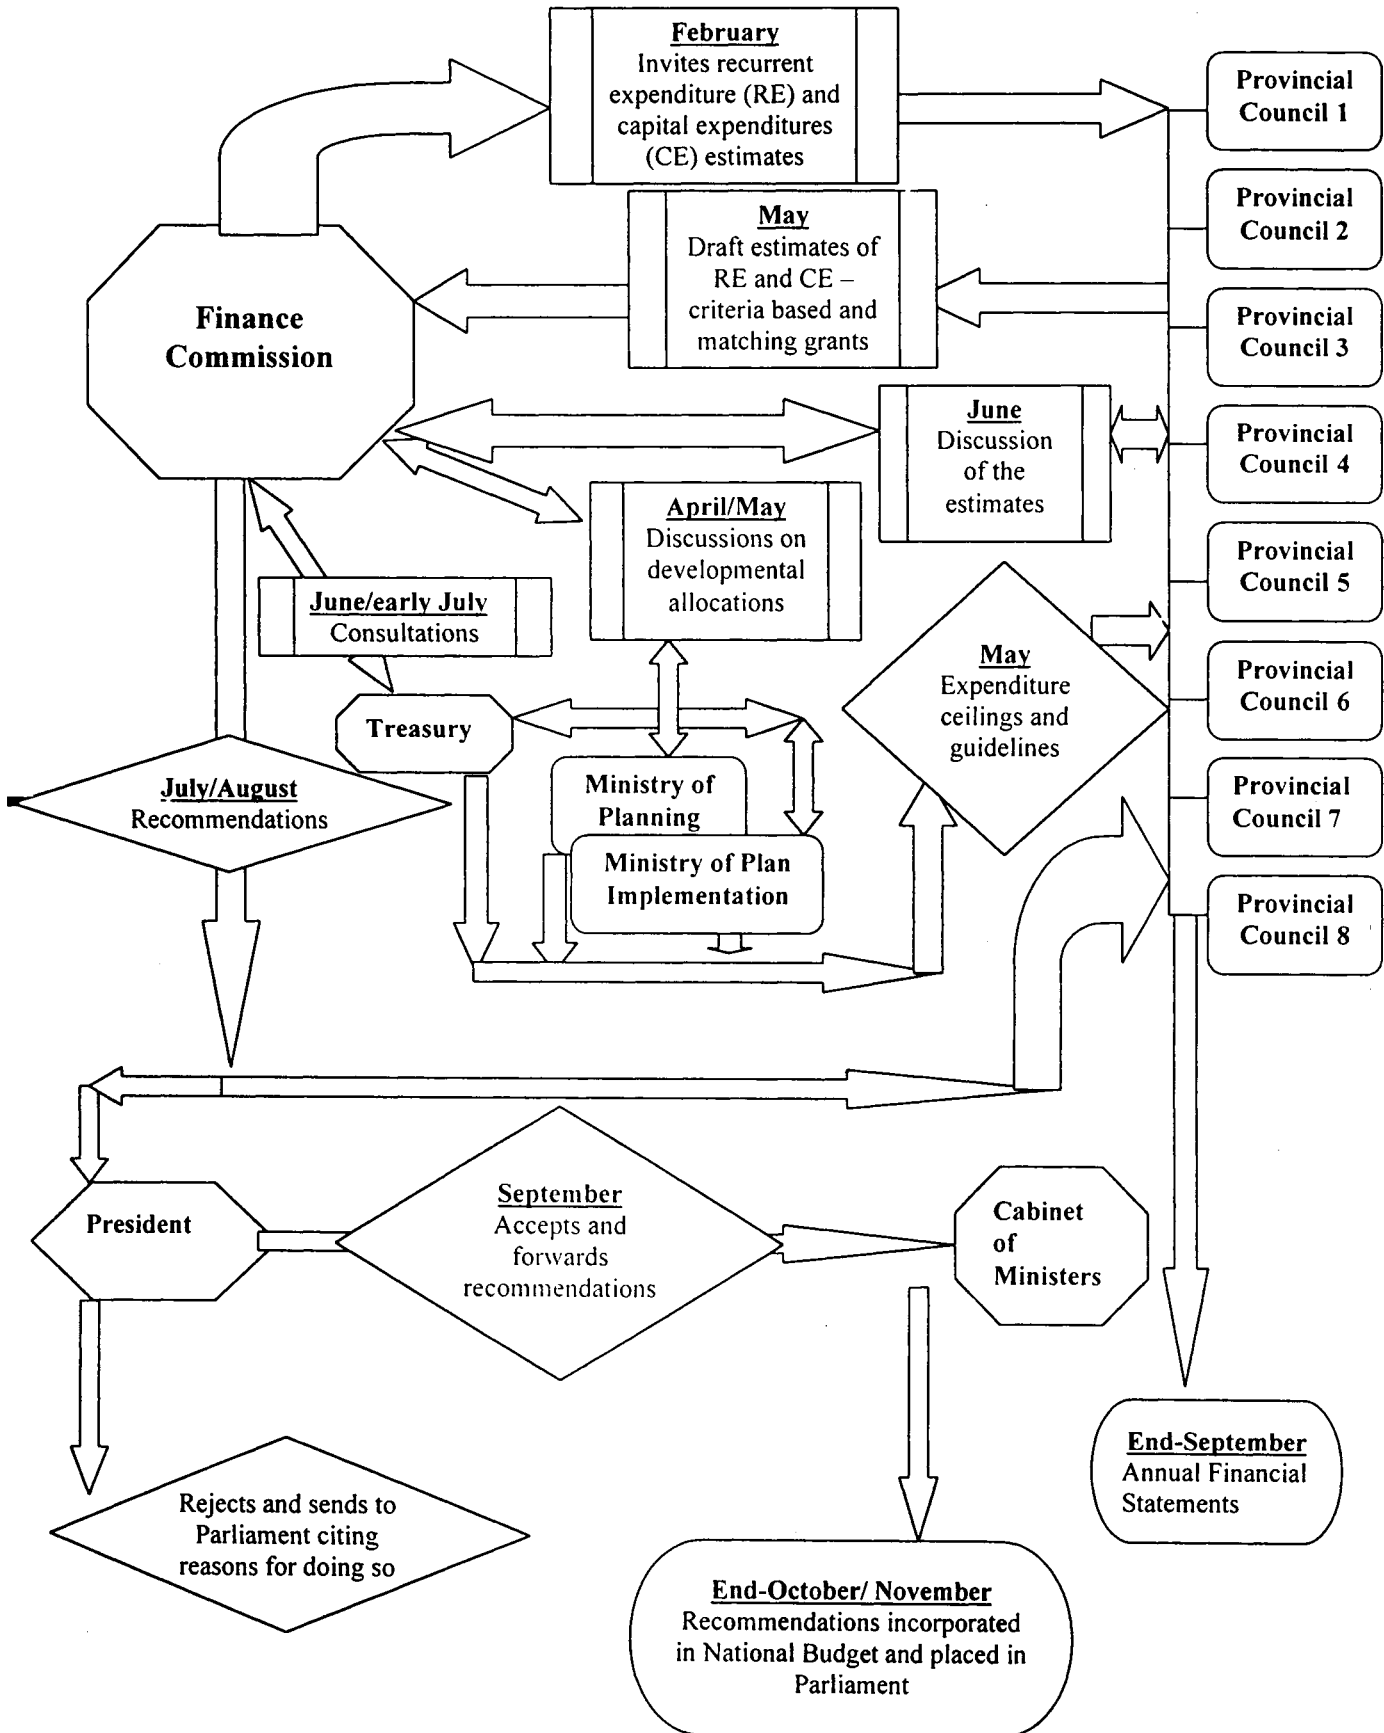 February
Invites recurrent
expenditure (RE) and
capital expenditures
(CE) estimates
Provincial
Council 1
Provincial
Council 2
May
Draft estimates of
RE and CE –
criteria based and
matching grants
Finance
Commission
Provincial
Council 3
June
Discussion
of the
estimates
Provincial
Council 4
April/May
Discussions on
developmental
allocations
Provincial
Council 5
June/early July
Consultations
May
Expenditure
ceilings and
guidelines
Provincial
Council 6
Treasury
July/August
Recommendations
Ministry of
Planning
Provincial
Council 7
Ministry of Plan
Implementation
Provincial
Council 8
President
September
Accepts and
forwards
recommendations
Cabinet
of
Ministers
End-September
Annual Financial
Statements
Rejects and sends to
Parliament citing
reasons for doing so
End-October/ November
Recommendations incorporated
in National Budget and placed in
Parliament